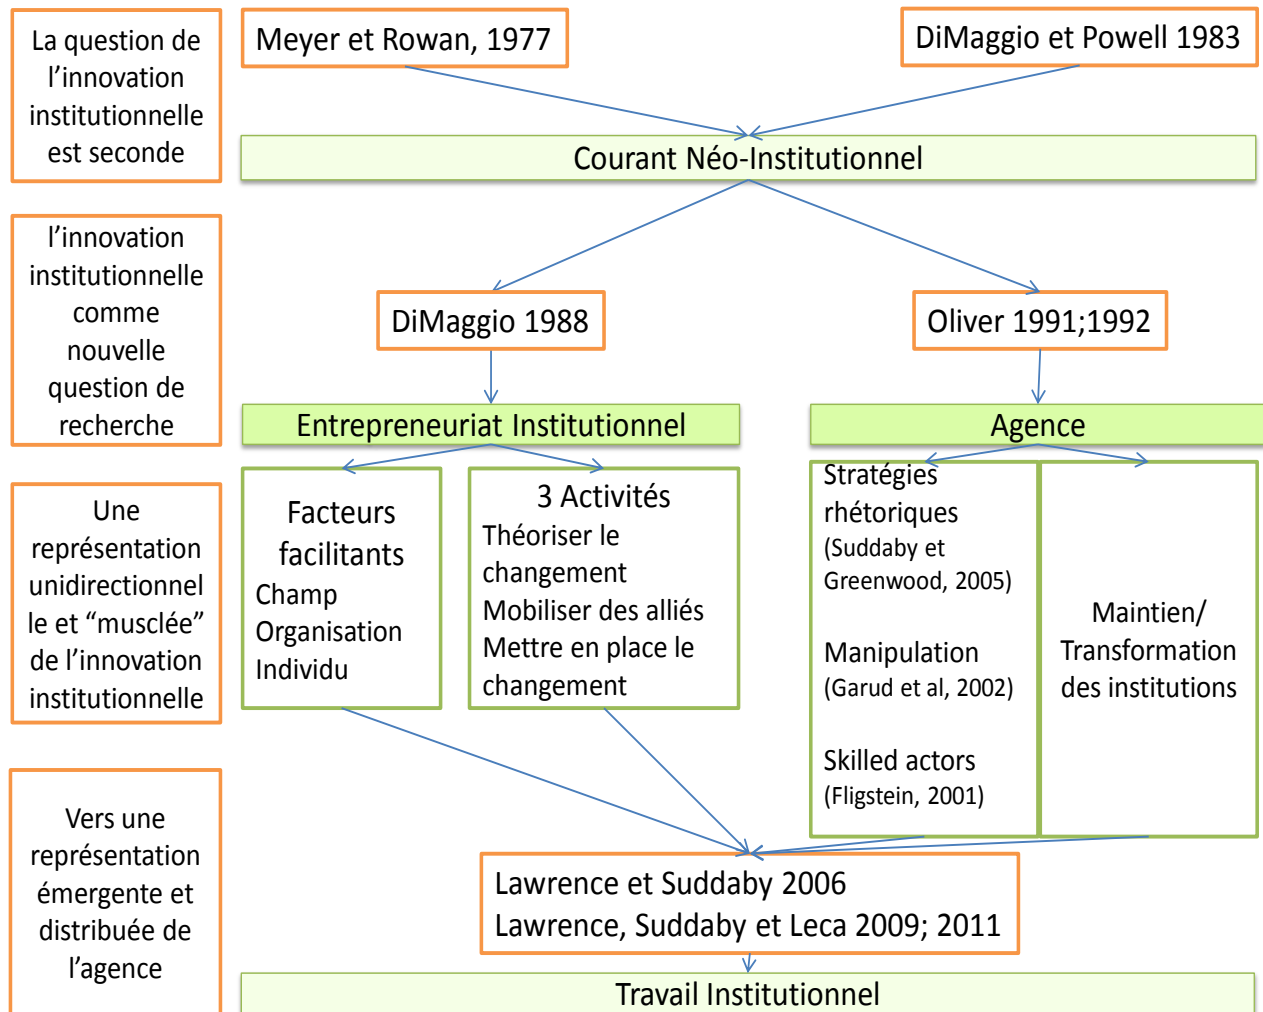 La question de
l'innovation
institutionnelle
est seconde
Meyer et Rowan, 1977
DiMaggio et Powell 1983
Courant Néo-Institutionnel
l'innovation
institutionnelle
comme
nouvelle
question de
recherche
DiMaggio 1988
Oliver 1991;1992
Entrepreneuriat Institutionnel
Agence
Une
représentation
unidirectionnel
le et “musclée”
de l'innovation
institutionnelle
Facteurs
facilitants
Champ
Organisation
Individu
3 Activités
Théoriser le
changement
Mobiliser des alliés
Mettre en place le
changement
Stratégies
rhétoriques
(Suddaby et
Greenwood, 2005)
Manipulation
(Garud et al, 2002)
Skilled actors
(Fligstein, 2001)
Maintien/
Transformation
des institutions
Vers une
représentation
émergente et
distribuée de
l'agence
Lawrence et Suddaby 2006
Lawrence, Suddaby et Leca 2009; 2011
Travail Institutionnel